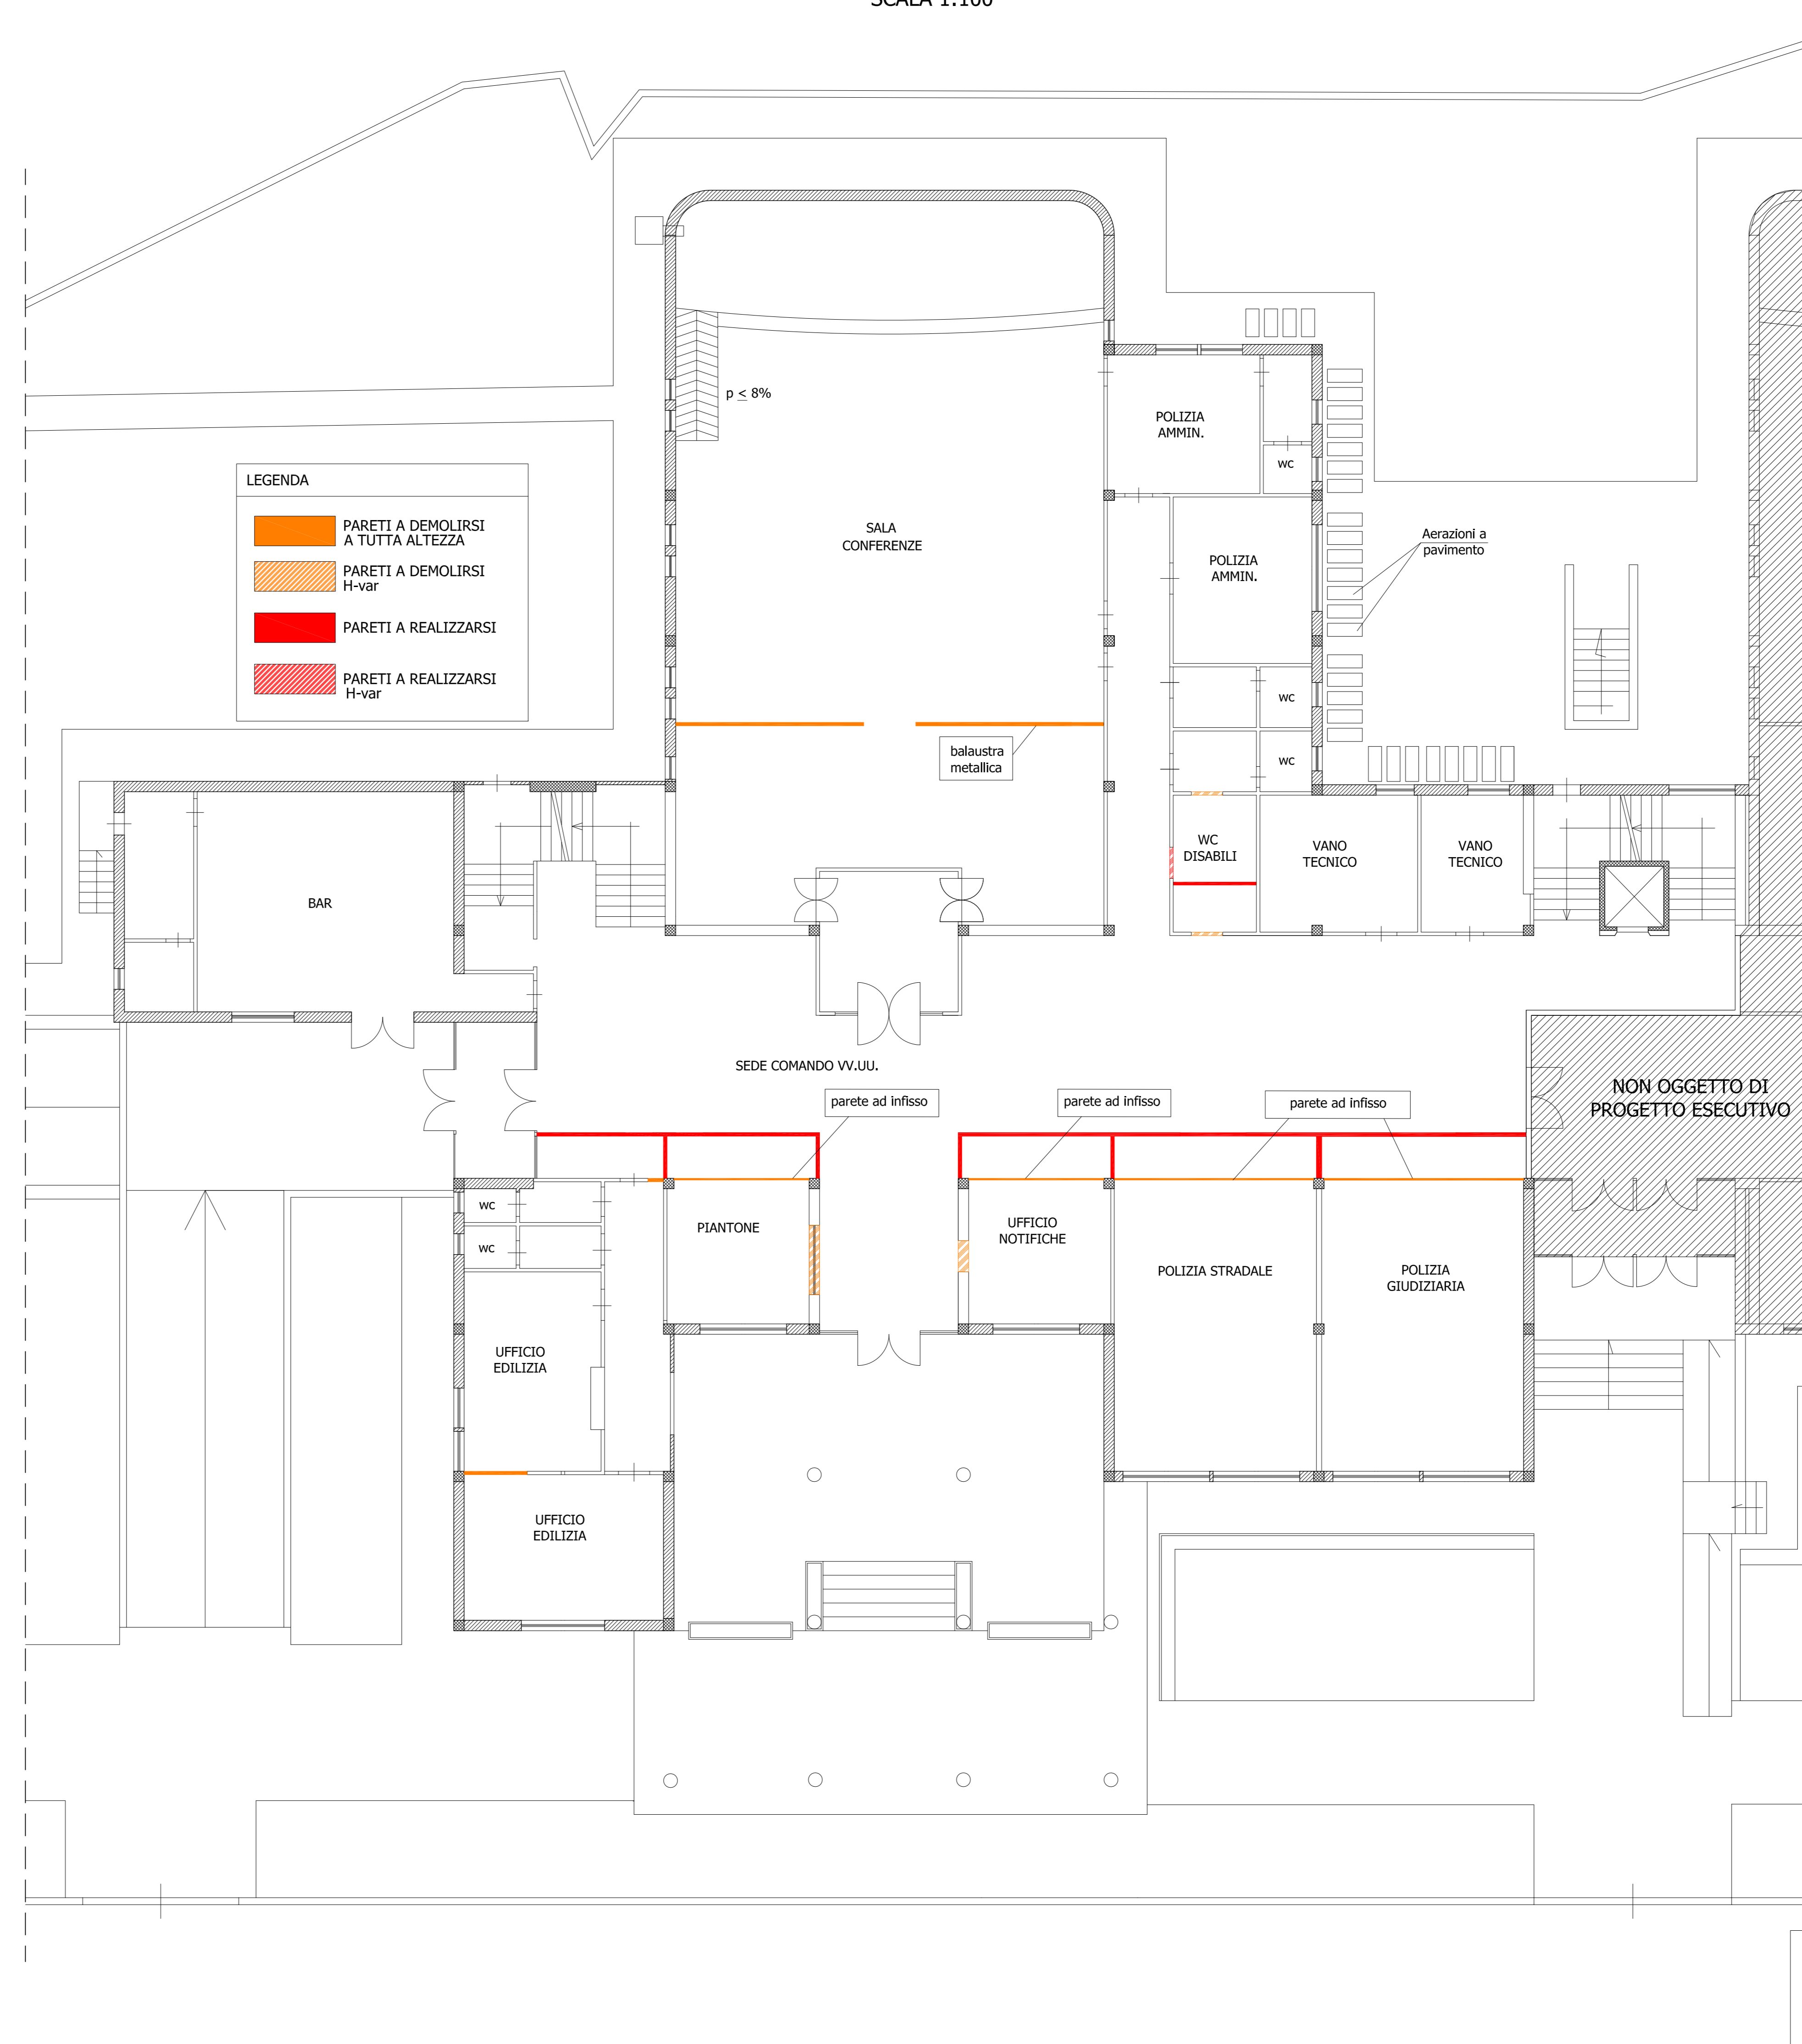 SCALA 1:100
p < 8%
LEGENDA
PARETI A DEMOLIRSI
A TUTTA ALTEZZA
PARETI A DEMOLIRSI
H-var
PARETI A REALIZZARSI
PARETI A REALIZZARSI
H-var
POLIZIA
AMMIN.
wc
SALA
CONFERENZE
POLIZIA
AMMIN.
Aerazioni a
pavimento
wc
balaustra
metallica
wc
WC
DISABILI
VANO
TECNICO
VANO
TECNICO
BAR
SEDE COMANDO VV.UU.
parete ad infisso
parete ad infisso
parete ad infisso
NON OGGETTO DI
PROGETTO ESECUTIVO
wc
wc
PIANTONE
UFFICIO
NOTIFICHE
POLIZIA STRADALE
POLIZIA
GIUDIZIARIA
UFFICIO
EDILIZIA
UFFICIO
EDILIZIA